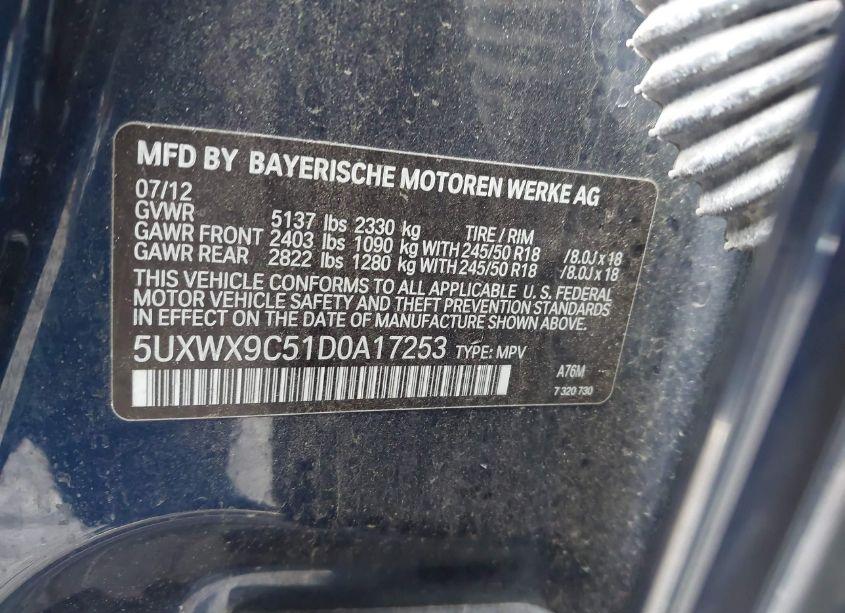 MFD BY BAYERISCHE MOTOREN WERKE AG
07/12
GVWR 5137 lbs 2330 kg TIRE / RIM
GAWR FRONT 2403 lbs 1090 kg WITH 245/50 R18 /8.0J x 18
GAWR REAR 2822 lbs 1280 kg WITH 245/50 R18 /8.0J x 18
THIS VEHICLE CONFORMS TO ALL APPLICABLE U.S. FEDERAL
MOTOR VEHICLE SAFETY AND THEFT PREVENTION STANDARDS
IN EFFECT ON THE DATE OF MANUFACTURE SHOWN ABOVE.
5UXWX9C51D0A17253 TYPE: MPV
A76M
7 320 730